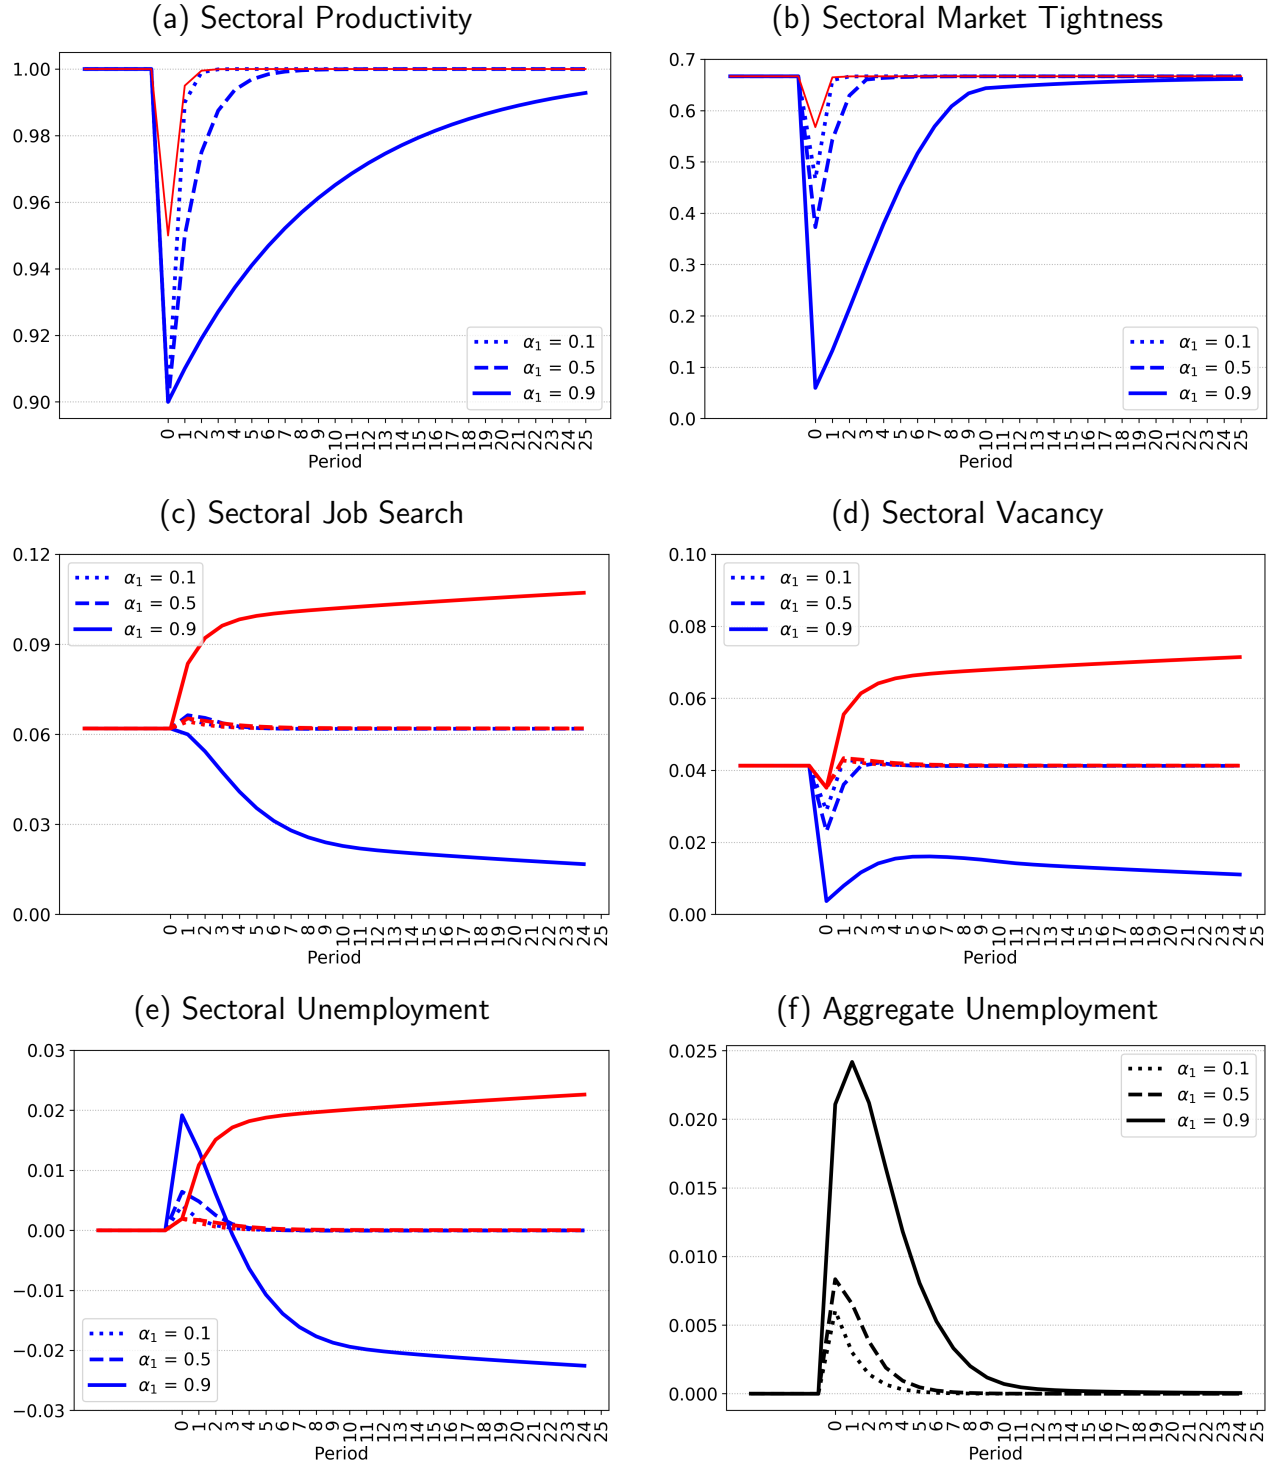 (a) Sectoral Productivity
1.00
0.98
0.96
0.94
0.92
0.90
α1 = 0.1
α1 = 0.5
α1 = 0.9
0 1 2 3 4 5 6 7 8 9 10 11 12 13 14 15 16 17 18 19 20 21 22 23 24 25
Period
(b) Sectoral Market Tightness
0.7
0.6
0.5
0.4
0.3
0.2
0.1
0.0
α1 = 0.1
α1 = 0.5
α1 = 0.9
0 1 2 3 4 5 6 7 8 9 10 11 12 13 14 15 16 17 18 19 20 21 22 23 24 25
Period
(c) Sectoral Job Search
0.12
0.09
0.06
0.03
0.00
α1 = 0.1
α1 = 0.5
α1 = 0.9
0 1 2 3 4 5 6 7 8 9 10 11 12 13 14 15 16 17 18 19 20 21 22 23 24 25
Period
(d) Sectoral Vacancy
0.10
0.08
0.06
0.04
0.02
0.00
α1 = 0.1
α1 = 0.5
α1 = 0.9
0 1 2 3 4 5 6 7 8 9 10 11 12 13 14 15 16 17 18 19 20 21 22 23 24 25
Period
(e) Sectoral Unemployment
0.03
0.02
0.01
0.00
−0.01
−0.02
−0.03
α1 = 0.1
α1 = 0.5
α1 = 0.9
0 1 2 3 4 5 6 7 8 9 10 11 12 13 14 15 16 17 18 19 20 21 22 23 24 25
Period
(f) Aggregate Unemployment
0.025
0.020
0.015
0.010
0.005
0.000
α1 = 0.1
α1 = 0.5
α1 = 0.9
0 1 2 3 4 5 6 7 8 9 10 11 12 13 14 15 16 17 18 19 20 21 22 23 24 25
Period